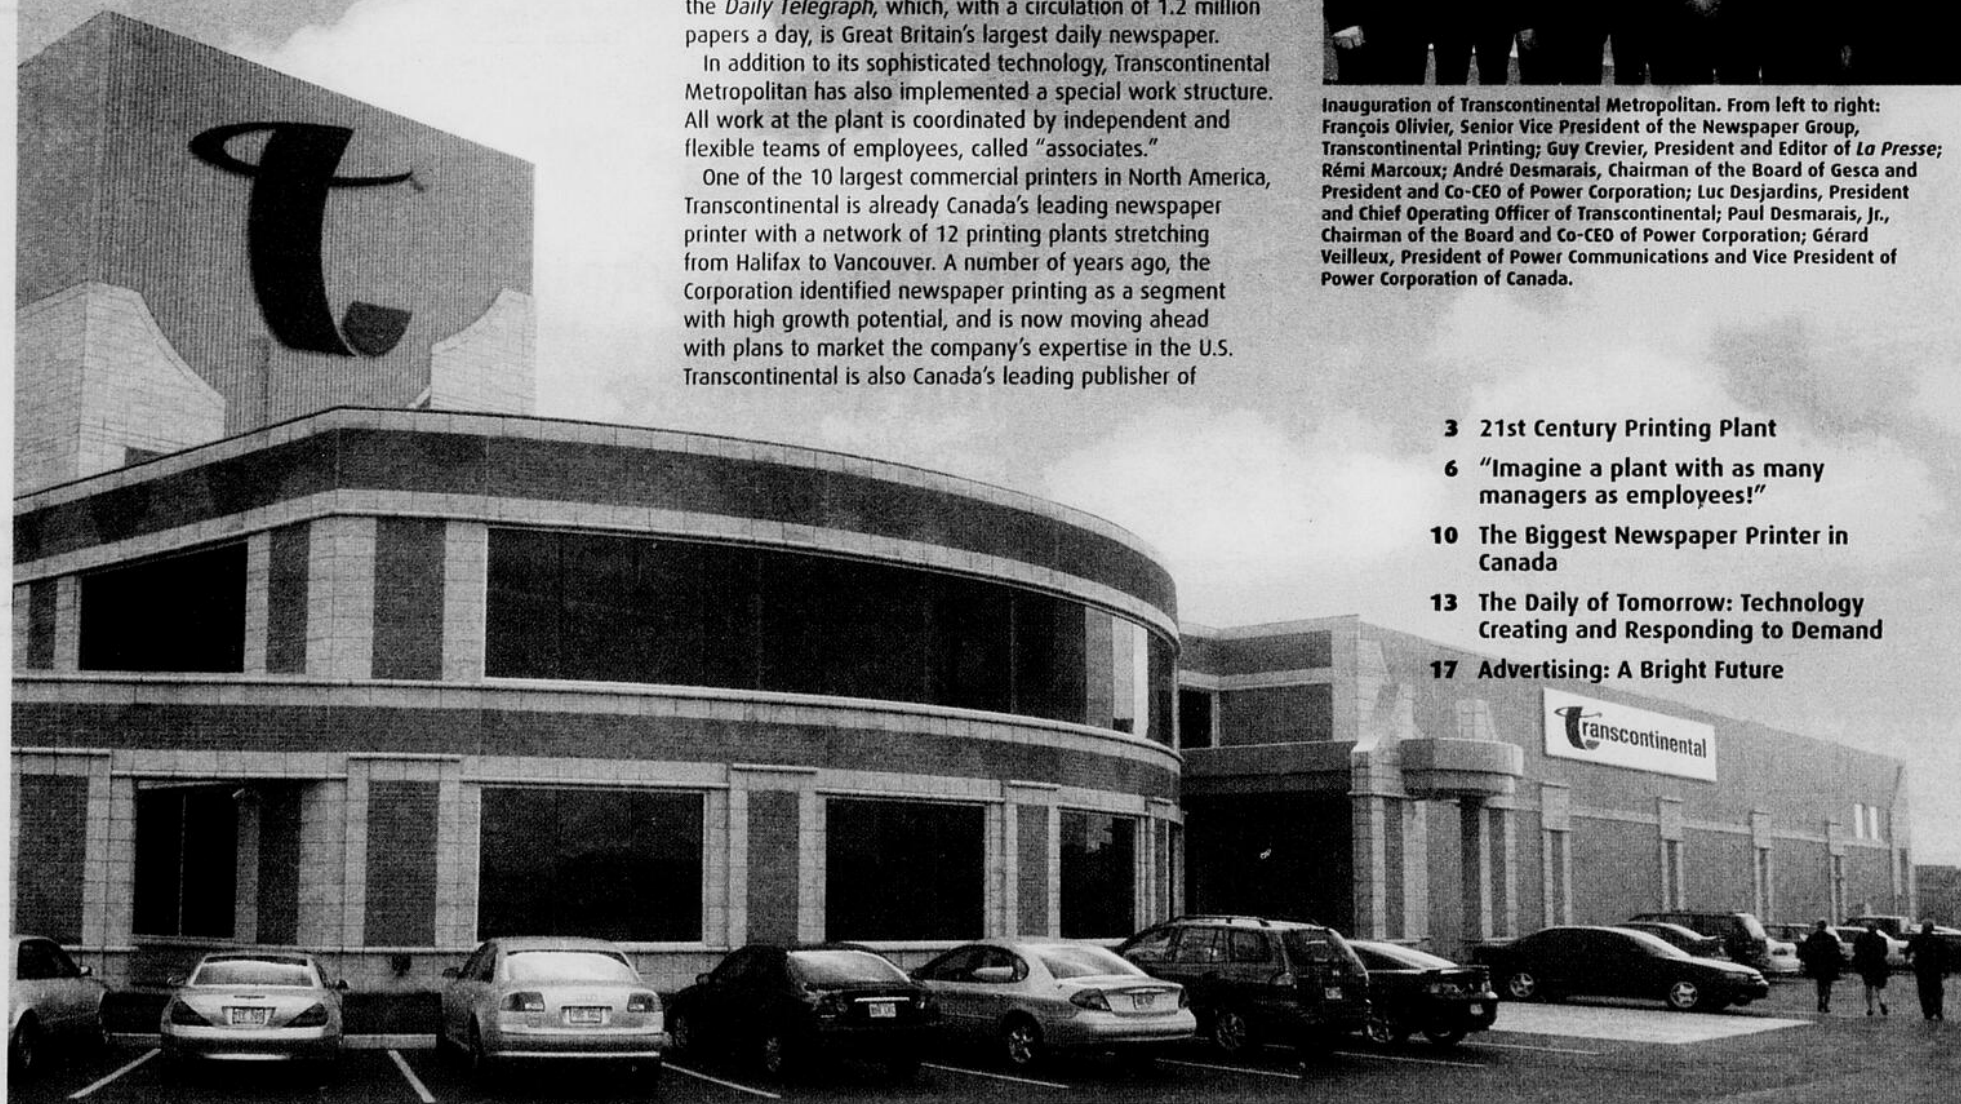 the Daily Telegraph, which, with a circulation of 1.2 million
papers a day, is Great Britain's largest daily newspaper.
In addition to its sophisticated technology, Transcontinental
Metropolitan has also implemented a special work structure.
All work at the plant is coordinated by independent and
flexible teams of employees, called "associates."
One of the 10 largest commercial printers in North America,
Transcontinental is already Canada's leading newspaper
printer with a network of 12 printing plants stretching
from Halifax to Vancouver. A number of years ago, the
Corporation identified newspaper printing as a segment
with high growth potential, and is now moving ahead
with plans to market the company's expertise in the U.S.
Transcontinental is also Canada's leading publisher of
Inauguration of Transcontinental Metropolitan. From left to right:
François Olivier, Senior Vice President of the Newspaper Group,
Transcontinental Printing; Guy Crevier, President and Editor of La Presse;
Rémi Marcoux; André Desmarais, Chairman of the Board of Gesca and
President and Co-CEO of Power Corporation; Luc Desjardins, President
and Chief Operating Officer of Transcontinental; Paul Desmarais, Jr.,
Chairman of the Board and Co-CEO of Power Corporation; Gérard
Veilleux, President of Power Communications and Vice President of
Power Corporation of Canada.
3 21st Century Printing Plant
6 "Imagine a plant with as many
managers as employees!"
10 The Biggest Newspaper Printer in
Canada
13 The Daily of Tomorrow: Technology
Creating and Responding to Demand
17 Advertising: A Bright Future
Transcontinental